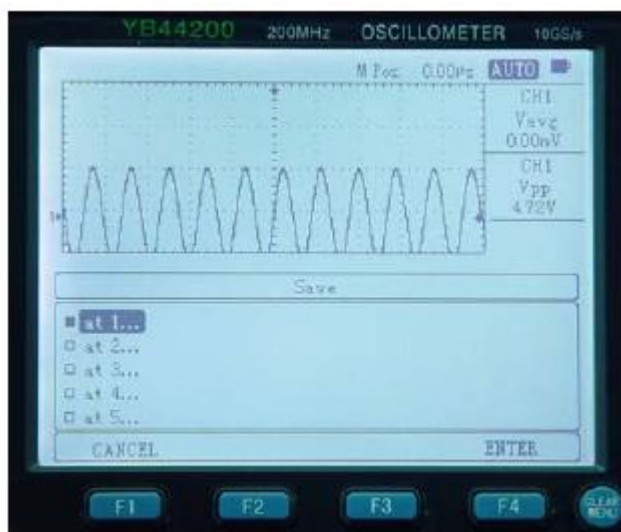 YB44200 200MHz OSCILLOMETER 10GS/s
M Pos: 0.00µs AUTO
CH1
Vavg
0.00mV
CH1
Vpp
4.72V
Save
at 1...
at 2...
at 3...
at 4...
at 5...
CANCEL ENTER
F1 F2 F3 F4 CLEAR MENU